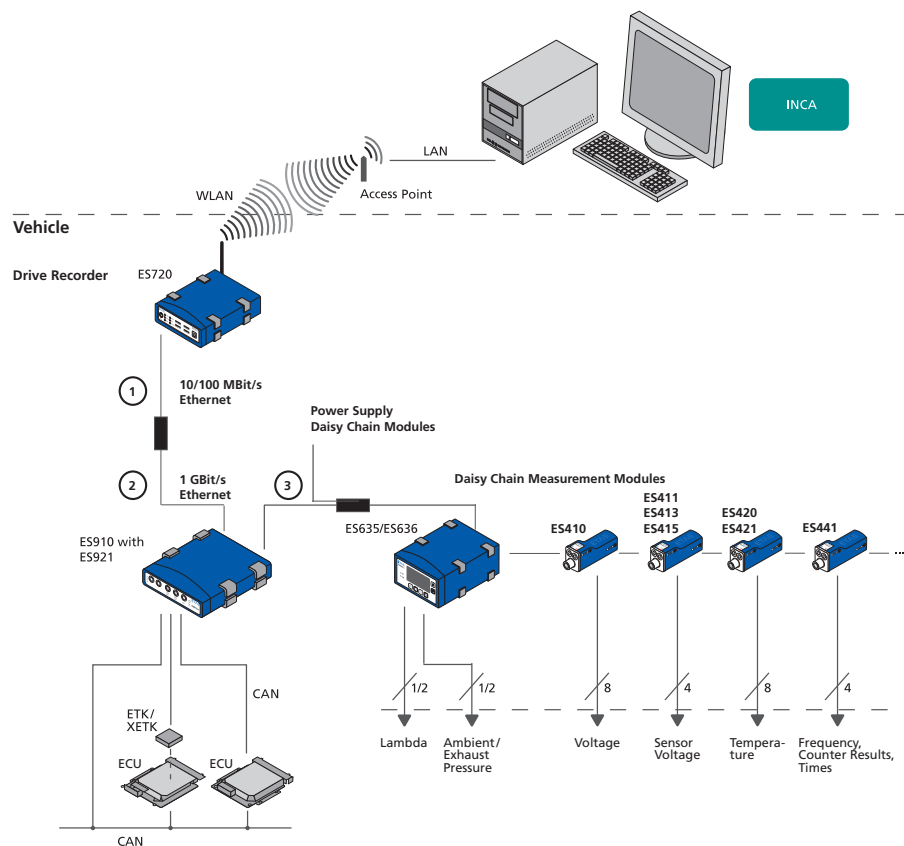 INCA
LAN
WLAN
Access Point
Vehicle
Drive Recorder
ES720
1
10/100 MBit/s
Ethernet
Power Supply
Daisy Chain Modules
2
1 GBit/s
Ethernet
3
Daisy Chain Measurement Modules
ES910 with
ES921
ES635/ES636
ES410
ES411
ES413
ES415
ES420
ES421
ES441
...
CAN
ETK/
XETK
ECU
ECU
CAN
1/2
1/2
8
4
8
4
Lambda
Ambient/
Exhaust
Pressure
Voltage
Sensor
Voltage
Tempera-
ture
Frequency,
Counter Results,
Times